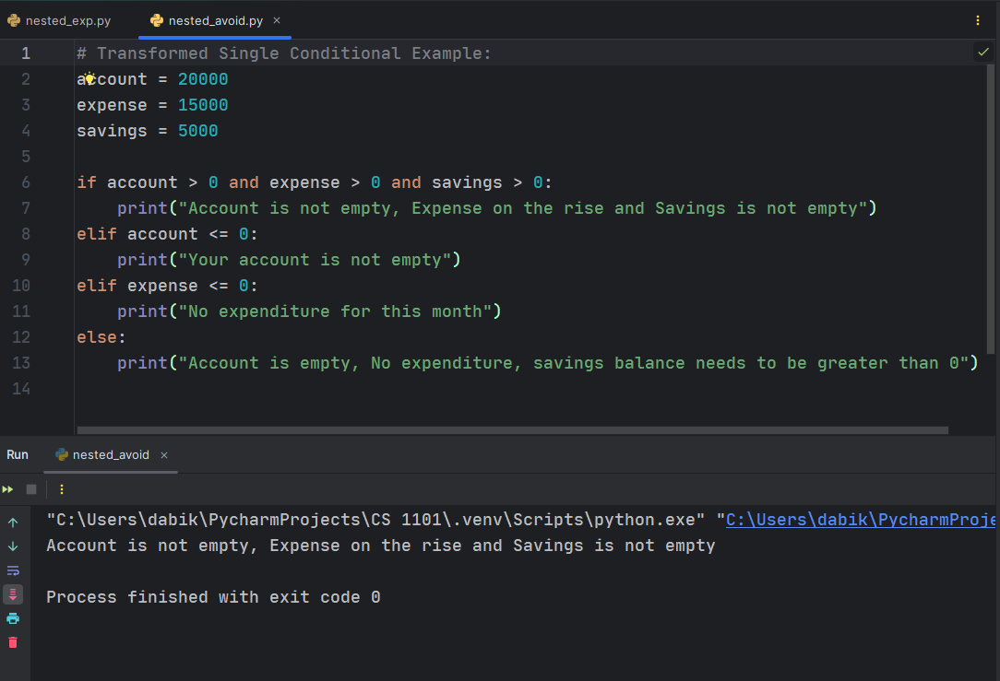 nested_exp.py nested_avoid.py ×
1 # Transformed Single Conditional Example:
2 account = 20000
3 expense = 15000
4 savings = 5000
5
6 if account > 0 and expense > 0 and savings > 0:
7     print("Account is not empty, Expense on the rise and Savings is not empty")
8 elif account <= 0:
9     print("Your account is not empty")
10 elif expense <= 0:
11     print("No expenditure for this month")
12 else:
13     print("Account is empty, No expenditure, savings balance needs to be greater than 0")
14
Run nested_avoid ×
"C:\Users\dabik\PycharmProjects\CS 1101\.venv\Scripts\python.exe" "C:\Users\dabik\PycharmProje
Account is not empty, Expense on the rise and Savings is not empty
Process finished with exit code 0